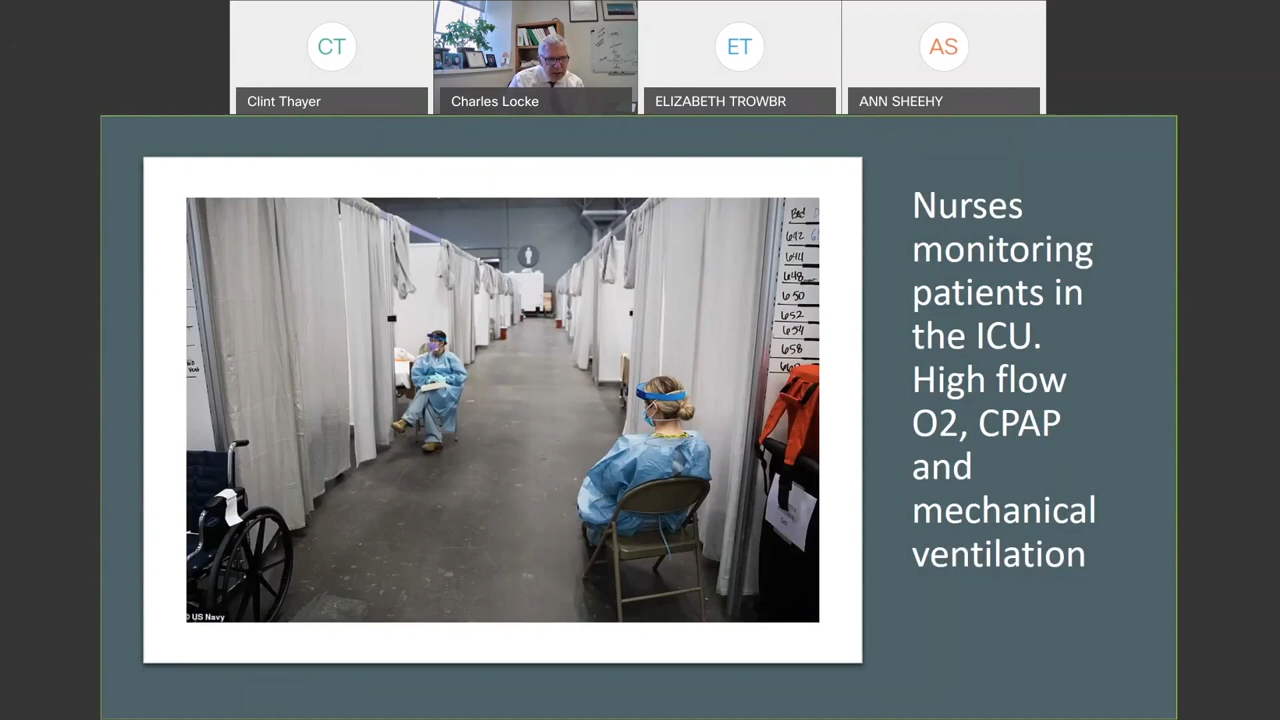 CT
Clint Thayer
Charles Locke
ET
ELIZABETH TROWBR
AS
ANN SHEEHY
Nurses
monitoring
patients in
the ICU.
High flow
O2, CPAP
and
mechanical
ventilation
Bed
642
644
648
650
652
654
658
US Navy